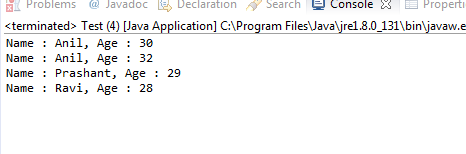 Problems @ Javadoc Declaration Search Console Properti
<terminated> Test (4) [Java Application] C:\Program Files\Java\jre1.8.0_131\bin\javaw.e
Name : Anil, Age : 30
Name : Anil, Age : 32
Name : Prashant, Age : 29
Name : Ravi, Age : 28